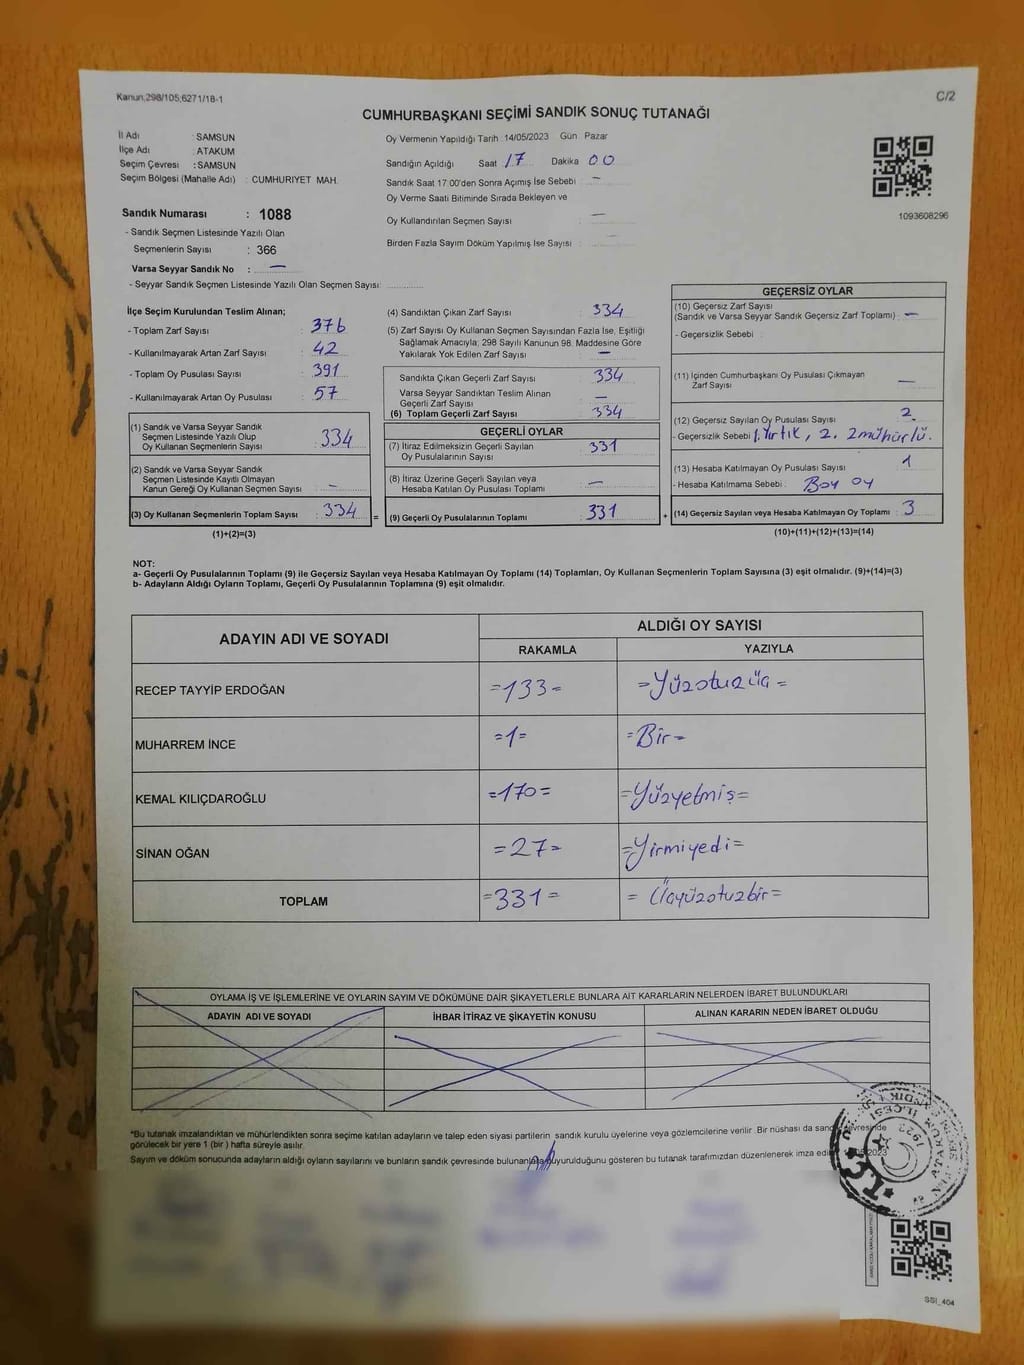 Kanun,298/105;6271/18-1
C/2
CUMHURBAŞKANI SEÇİMİ SANDIK SONUÇ TUTANAĞI
İl Adı : SAMSUN
İlçe Adı : ATAKUM
Seçim Çevresi : SAMSUN
Seçim Bölgesi (Mahalle Adı) : CUMHURİYET MAH.
Sandık Numarası : 1088
- Sandık Seçmen Listesinde Yazılı Olan
Seçmenlerin Sayısı : 366
Varsa Seyyar Sandık No : —
- Seyyar Sandık Seçmen Listesinde Yazılı Olan Seçmen Sayısı:
Oy Vermenin Yapıldığı Tarih :14/05/2023 Gün Pazar
Sandığın Açıldığı Saat 17 Dakika 00
Sandık Saat 17:00'den Sonra Açımış İse Sebebi : —
Oy Verme Saati Bitiminde Sırada Bekleyen ve
Oy Kullandırılan Seçmen Sayısı : —
Birden Fazla Sayım Döküm Yapılmış İse Sayısı : —
1093608296
İlçe Seçim Kurulundan Teslim Alınan;
- Toplam Zarf Sayısı : 376
- Kullanılmayarak Artan Zarf Sayısı : 42
- Toplam Oy Pusulası Sayısı : 391
- Kullanılmayarak Artan Oy Pusulası : 57
(1) Sandık ve Varsa Seyyar Sandık
Seçmen Listesinde Yazılı Olup
Oy Kullanan Seçmenlerin Sayısı : 334
(2) Sandık ve Varsa Seyyar Sandık
Seçmen Listesinde Kayıtlı Olmayan
Kanun Gereği Oy Kullanan Seçmen Sayısı : —
(3) Oy Kullanan Seçmenlerin Toplam Sayısı : 334 =
(1)+(2)=(3)
(4) Sandıktan Çıkan Zarf Sayısı : 334
(5) Zarf Sayısı Oy Kullanan Seçmen Sayısından Fazla İse, Eşitliği
Sağlamak Amacıyla; 298 Sayılı Kanunun 98. Maddesine Göre
Yakılarak Yok Edilen Zarf Sayısı : —
Sandıkta Çıkan Geçerli Zarf Sayısı : 334
Varsa Seyyar Sandıktan Teslim Alınan
Geçerli Zarf Sayısı : —
(6) Toplam Geçerli Zarf Sayısı : 334
GEÇERLİ OYLAR
(7) İtiraz Edilmeksizin Geçerli Sayılan
Oy Pusulalarının Sayısı : 331
(8) İtiraz Üzerine Geçerli Sayılan veya
Hesaba Katılan Oy Pusulası Toplamı : —
(9) Geçerli Oy Pusulalarının Toplamı : 331 +
GEÇERSİZ OYLAR
(10) Geçersiz Zarf Sayısı
(Sandık ve Varsa Seyyar Sandık Geçersiz Zarf Toplamı) : —
- Geçersizlik Sebebi :
(11) İçinden Cumhurbaşkanı Oy Pusulası Çıkmayan
Zarf Sayısı : —
(12) Geçersiz Sayılan Oy Pusulası Sayısı : 2
- Geçersizlik Sebebi : 1. Yırtık, 2. 2mühürlü.
(13) Hesaba Katılmayan Oy Pusulası Sayısı : 1
- Hesaba Katılmama Sebebi : Boy oy
(14) Geçersiz Sayılan veya Hesaba Katılmayan Oy Toplamı : 3
(10)+(11)+(12)+(13)=(14)
NOT:
a- Geçerli Oy Pusulalarının Toplamı (9) ile Geçersiz Sayılan veya Hesaba Katılmayan Oy Toplamı (14) Toplamları, Oy Kullanan Seçmenlerin Toplam Sayısına (3) eşit olmalıdır. (9)+(14)=(3)
b- Adayların Aldığı Oyların Toplamı, Geçerli Oy Pusulalarının Toplamına (9) eşit olmalıdır.
ADAYIN ADI VE SOYADI
ALDIĞI OY SAYISI
RAKAMLA YAZIYLA
RECEP TAYYİP ERDOĞAN =133= =Yüzotuzüç=
MUHARREM İNCE =1= =Bir=
KEMAL KILIÇDAROĞLU =170= =Yüzyetmiş=
SİNAN OĞAN =27= =Yirmiyedi=
TOPLAM =331= =Üçyüzotuzbir=
OYLAMA İŞ VE İŞLEMLERİNE VE OYLARIN SAYIM VE DÖKÜMÜNE DAİR ŞİKAYETLERLE BUNLARA AİT KARARLARIN NELERDEN İBARET BULUNDUKLARI
ADAYIN ADI VE SOYADI İHBAR İTİRAZ VE ŞİKAYETİN KONUSU ALINAN KARARIN NEDEN İBARET OLDUĞU
*Bu tutanak imzalandıktan ve mühürlendikten sonra seçime katılan adayların ve talep eden siyasi partilerin sandık kurulu üyelerine veya gözlemcilerine verilir. Bir nüshası da sandık çevresinde
görülecek bir yere 1 (bir) hafta süreyle asılır.
Sayım ve döküm sonucunda adayların aldığı oyların sayılarını ve bunların sandık çevresinde bulunanlara duyurulduğunu gösteren bu tutanak tarafımızdan düzenlenerek imza
SSI_404